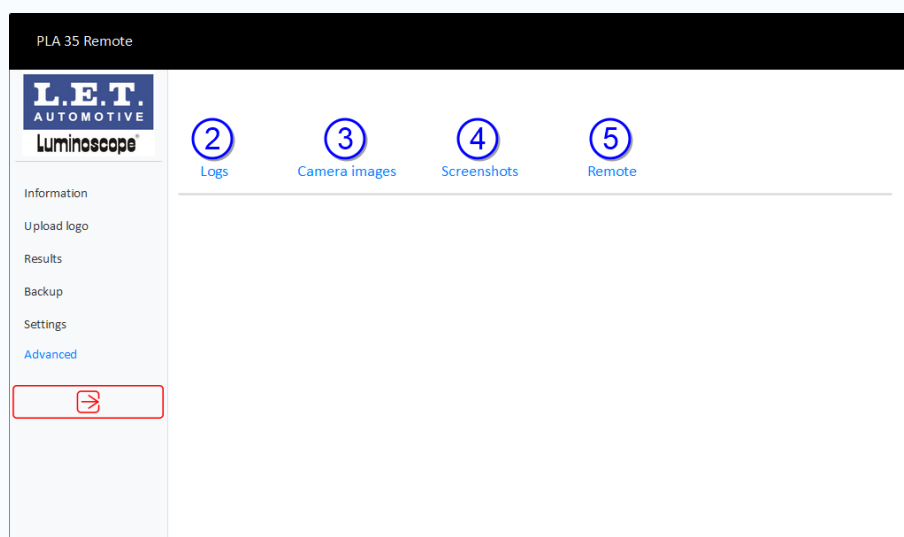 PLA 35 Remote
L.E.T.
AUTOMOTIVE
Luminoscope®
2 3 4 5
Logs Camera images Screenshots Remote
Information
Upload logo
Results
Backup
Settings
Advanced